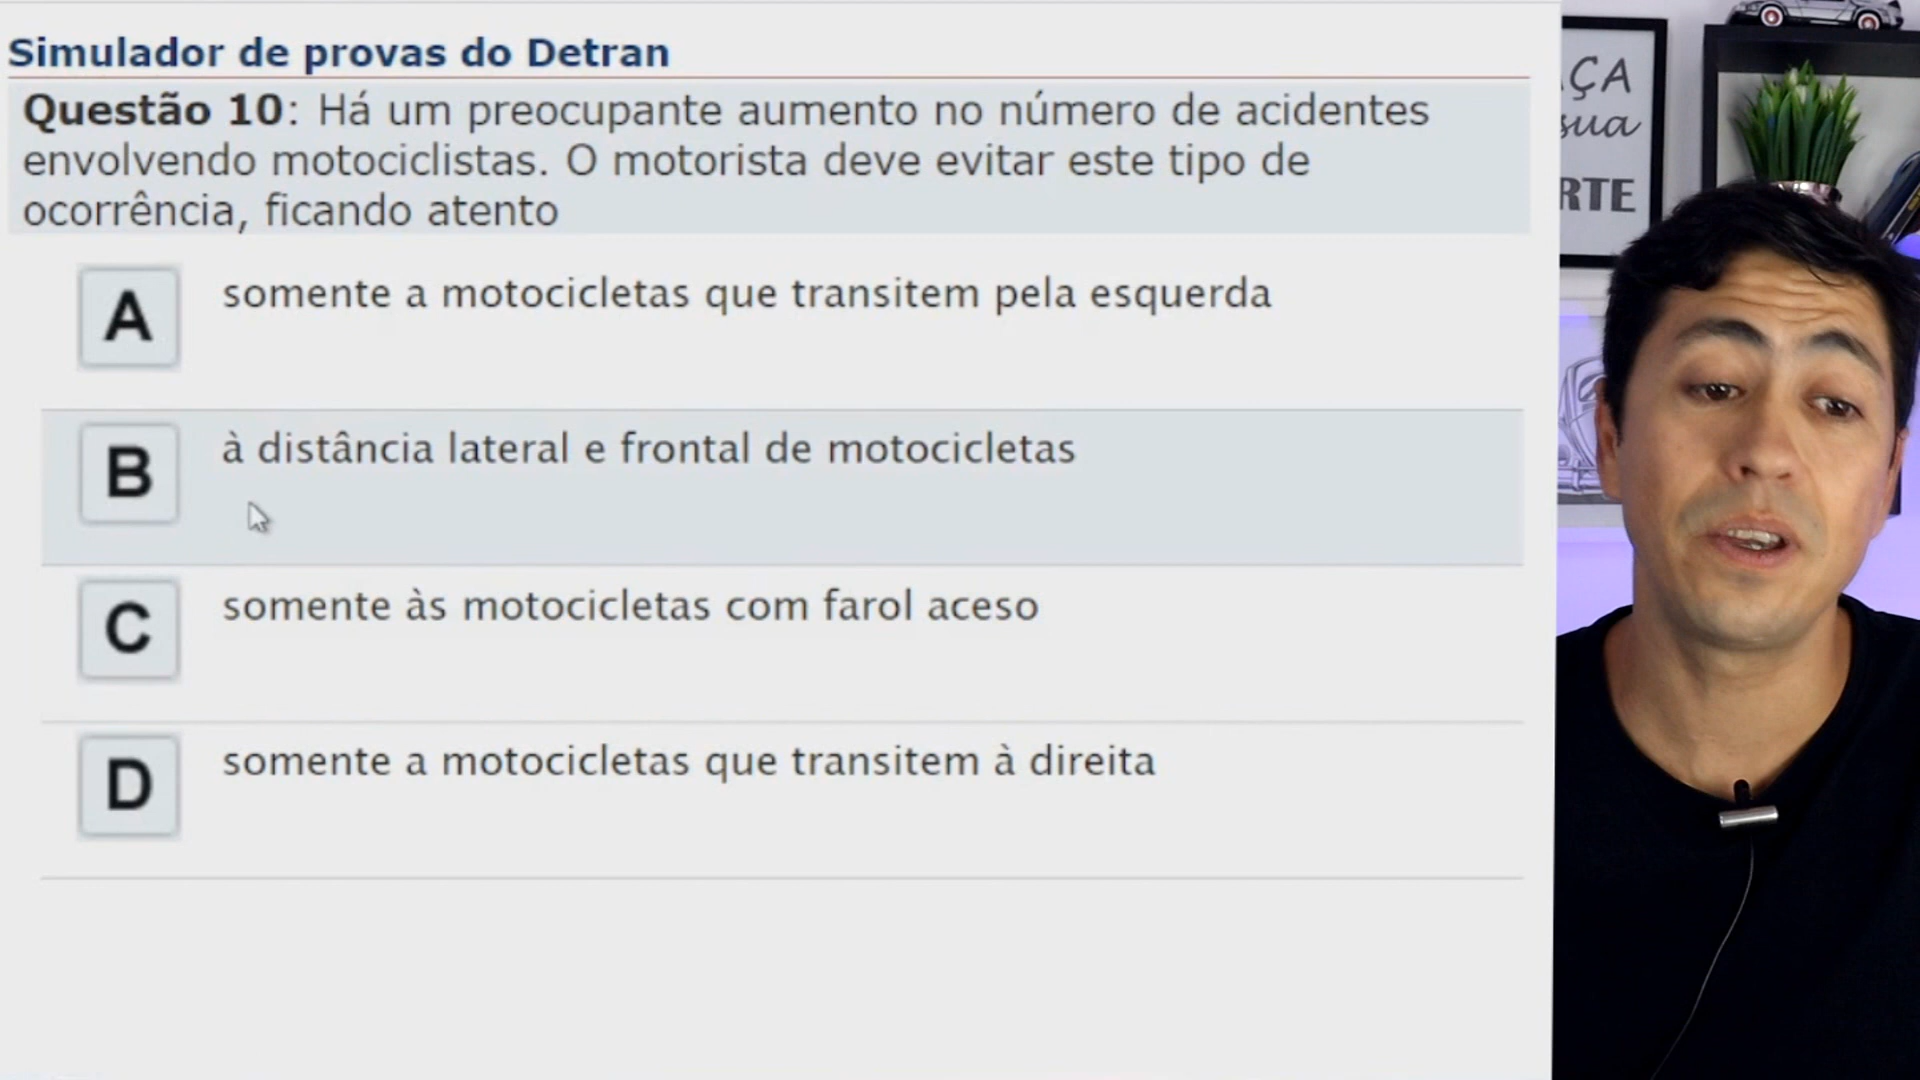 Simulador de provas do Detran
Questão 10: Há um preocupante aumento no número de acidentes
envolvendo motociclistas. O motorista deve evitar este tipo de
ocorrência, ficando atento
A somente a motocicletas que transitem pela esquerda
B à distância lateral e frontal de motocicletas
C somente às motocicletas com farol aceso
D somente a motocicletas que transitem à direita
AÇA
sua
RTE